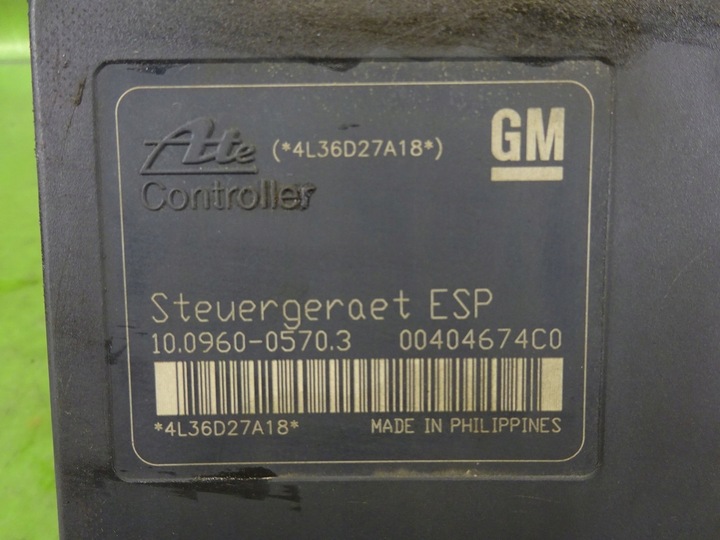 Ate (*4L36D27A18*) GM
Controller
Steuergeraet ESP
10.0960-0570.3 00404674C0
*4L36D27A18* MADE IN PHILIPPINES